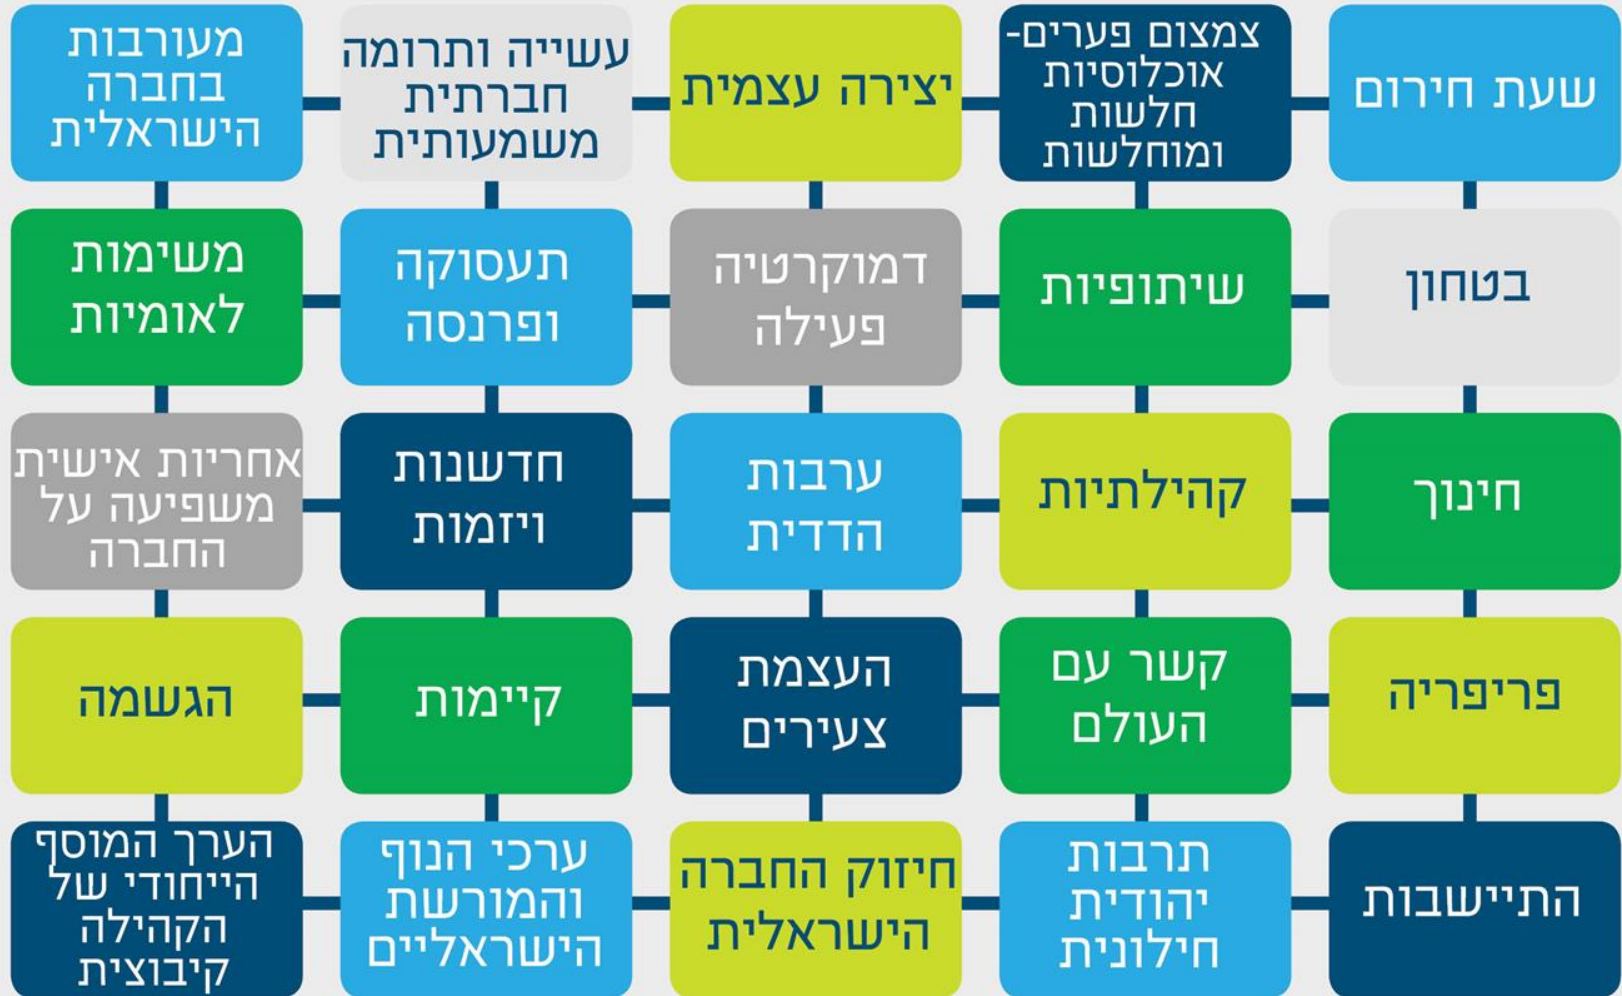 שעת חירום
צמצום פערים-
אוכלוסיות
חלשות
ומוחלשות
יצירה עצמית
עשייה ותרומה
חברתית
משמעותית
מעורבות
בחברה
הישראלית
בטחון
שיתופיות
דמוקרטיה
פעילה
תעסוקה
ופרנסה
משימות
לאומיות
חינוך
קהילתיות
ערבות
הדדית
חדשנות
ויזמות
אחריות אישית
משפיעה על
החברה
פריפריה
קשר עם
העולם
העצמת
צעירים
קיימות
הגשמה
התיישבות
תרבות
יהודית
חילונית
חיזוק החברה
הישראלית
ערכי הנוף
והמורשת
הישראליים
הערך המוסף
הייחודי של
הקהילה
קיבוצית